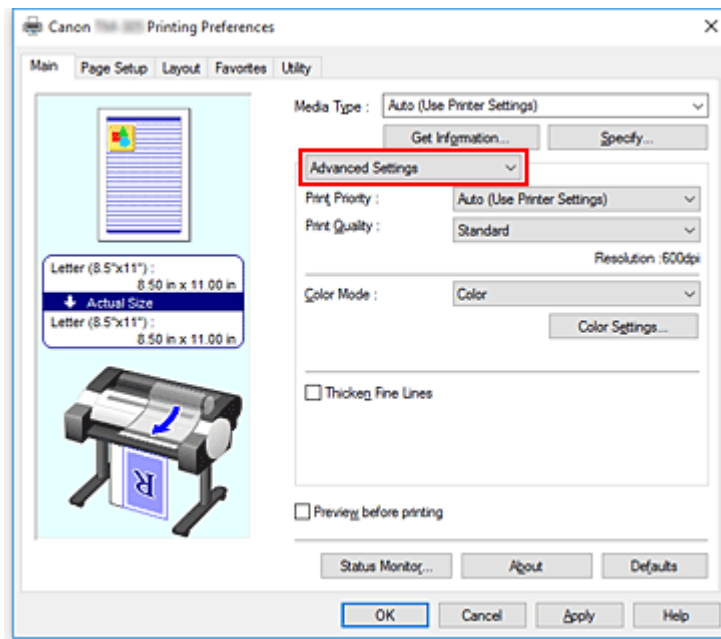 Canon Printing Preferences
Main Page Setup Layout Favorites Utility
Media Type : Auto (Use Printer Settings)
Get Information... Specify...
Advanced Settings
Print Priority : Auto (Use Printer Settings)
Print Quality : Standard
Resolution :600dpi
Letter (8.5"x11") :
8.50 in x 11.00 in
Actual Size
Letter (8.5"x11") :
8.50 in x 11.00 in
Color Mode : Color
Color Settings...
Thicken Fine Lines
R
Preview before printing
Status Monitor... About Defaults
OK Cancel Apply Help